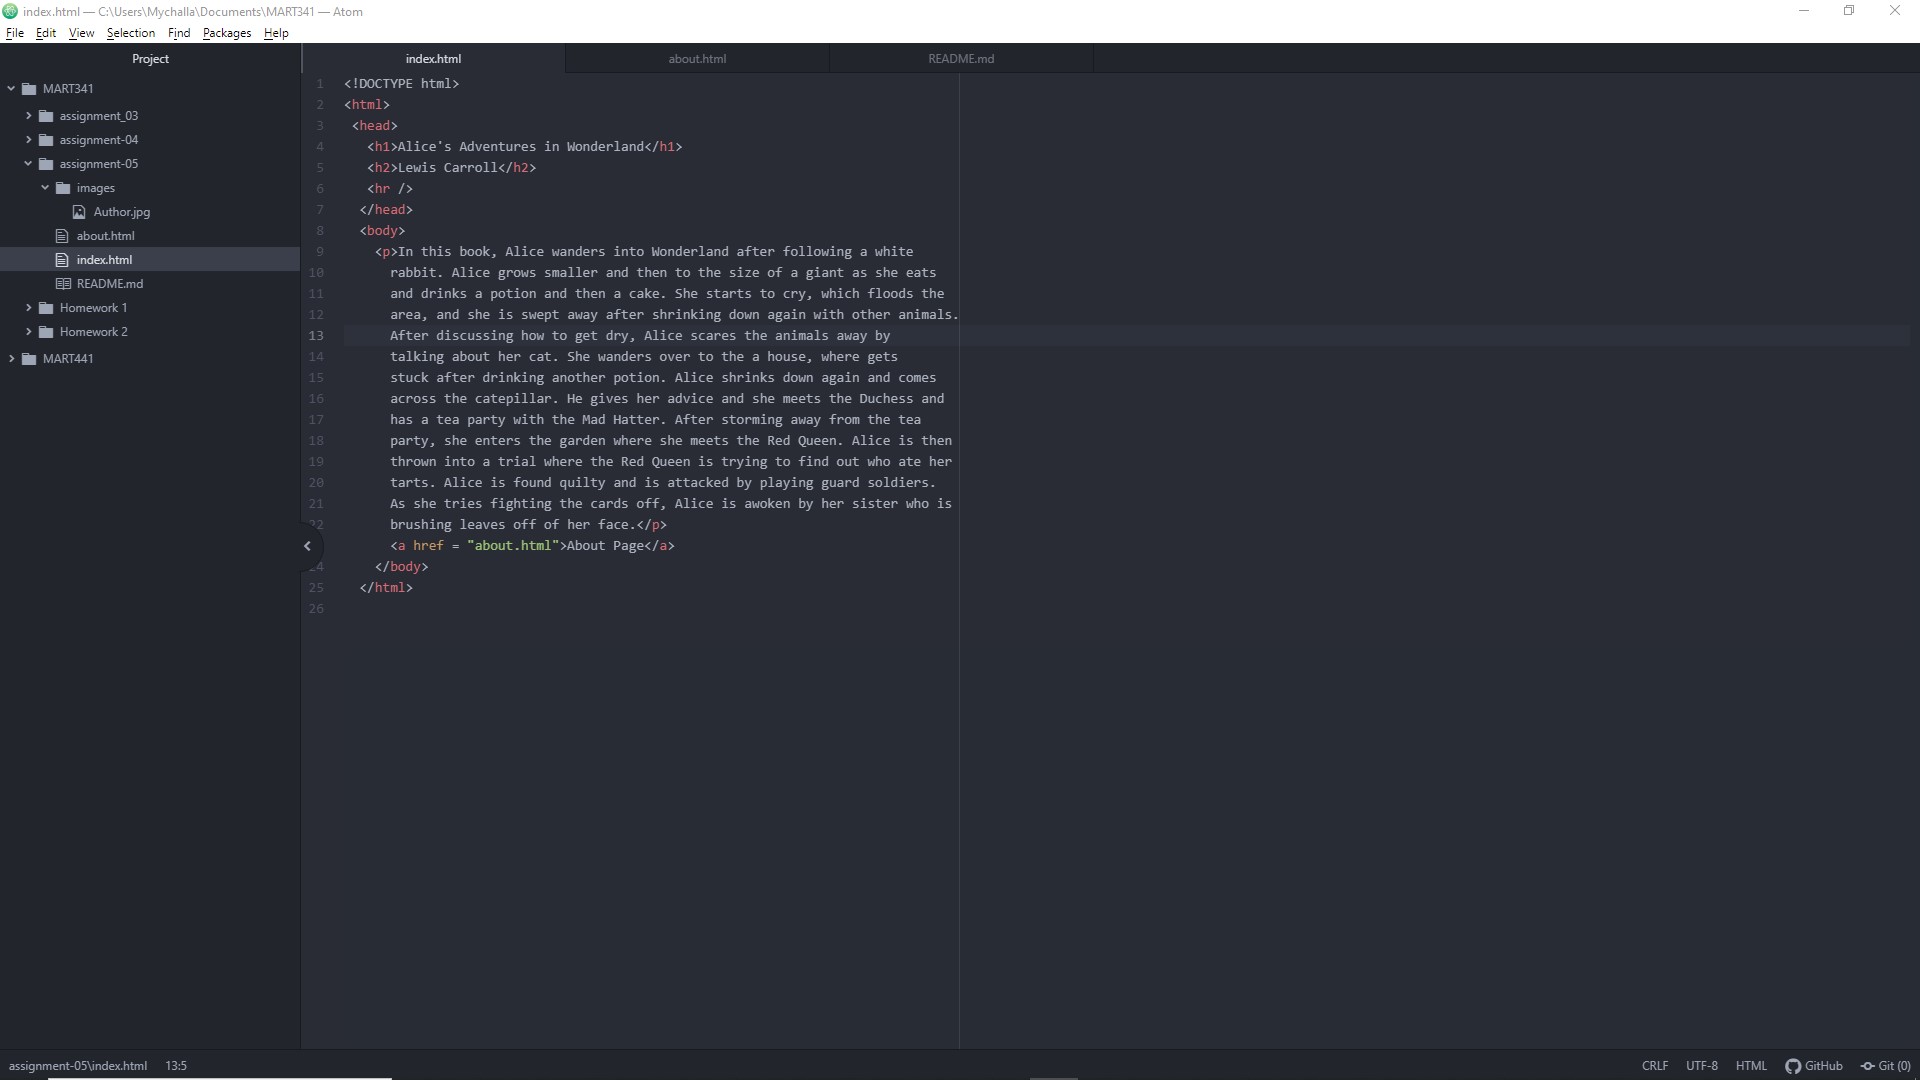 index.html — C:\Users\Mychalla\Documents\MART341 — Atom
File Edit View Selection Find Packages Help
Project
MART341
assignment_03
assignment-04
assignment-05
images
Author.jpg
about.html
index.html
README.md
Homework 1
Homework 2
MART441
index.html about.html README.md
1 <!DOCTYPE html>
2 <html>
3 <head>
4 <h1>Alice's Adventures in Wonderland</h1>
5 <h2>Lewis Carroll</h2>
6 <hr />
7 </head>
8 <body>
9 <p>In this book, Alice wanders into Wonderland after following a white
10 rabbit. Alice grows smaller and then to the size of a giant as she eats
11 and drinks a potion and then a cake. She starts to cry, which floods the
12 area, and she is swept away after shrinking down again with other animals.
13 After discussing how to get dry, Alice scares the animals away by
14 talking about her cat. She wanders over to the a house, where gets
15 stuck after drinking another potion. Alice shrinks down again and comes
16 across the catepillar. He gives her advice and she meets the Duchess and
17 has a tea party with the Mad Hatter. After storming away from the tea
18 party, she enters the garden where she meets the Red Queen. Alice is then
19 thrown into a trial where the Red Queen is trying to find out who ate her
20 tarts. Alice is found quilty and is attacked by playing guard soldiers.
21 As she tries fighting the cards off, Alice is awoken by her sister who is
22 brushing leaves off of her face.</p>
<a href = "about.html">About Page</a>
24 </body>
25 </html>
26
assignment-05\index.html 13:5
CRLF UTF-8 HTML GitHub Git (0)